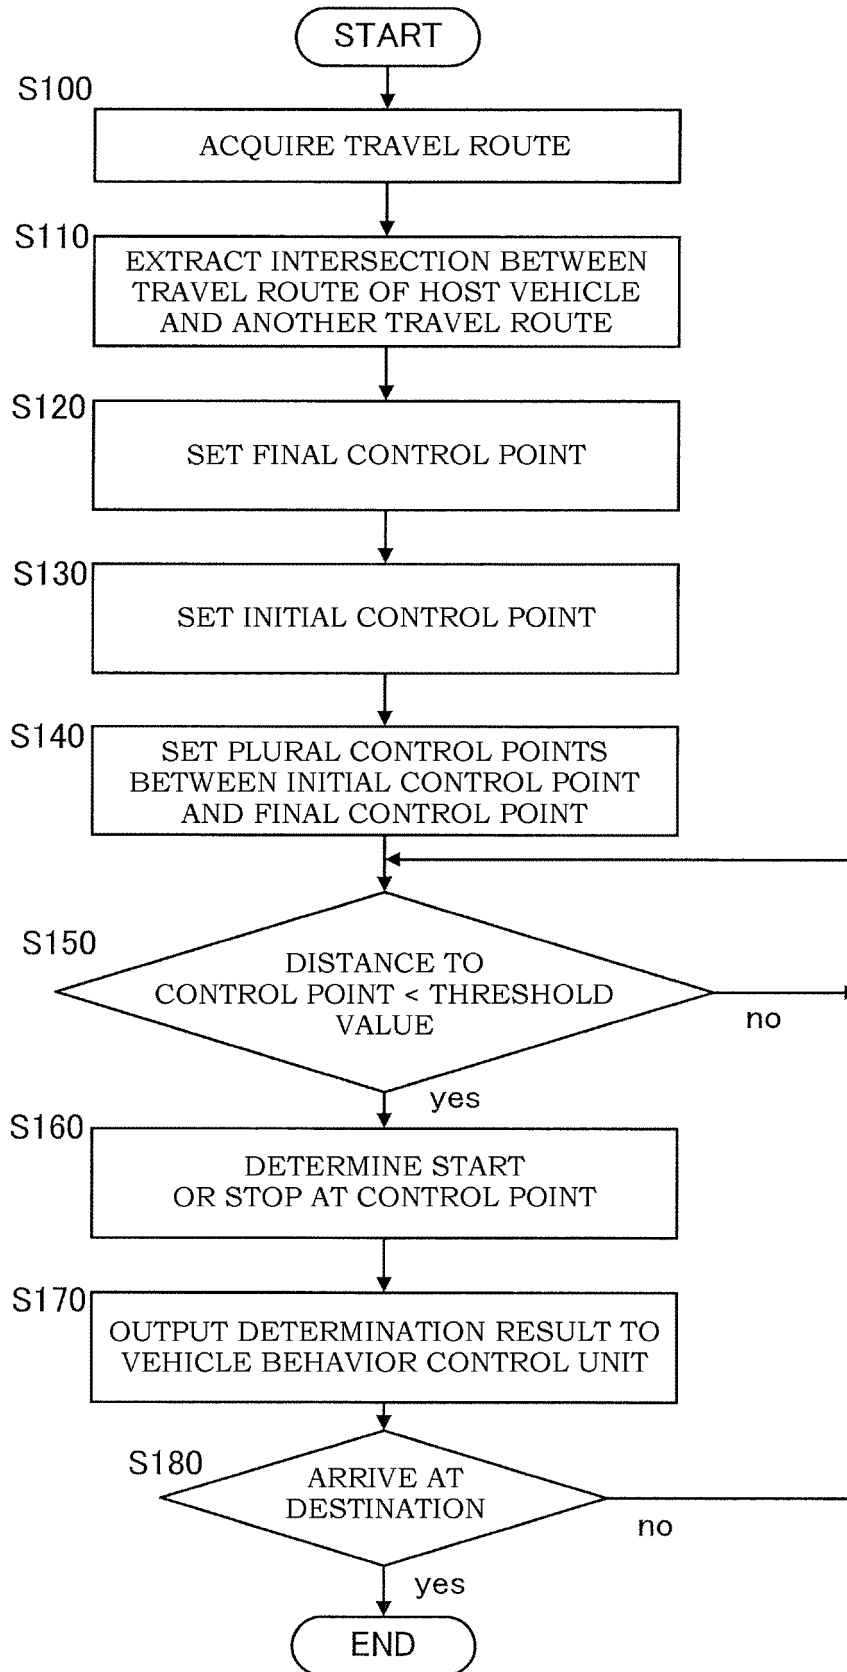 START
S100
ACQUIRE TRAVEL ROUTE
S110
EXTRACT INTERSECTION BETWEEN
TRAVEL ROUTE OF HOST VEHICLE
AND ANOTHER TRAVEL ROUTE
S120
SET FINAL CONTROL POINT
S130
SET INITIAL CONTROL POINT
S140
SET PLURAL CONTROL POINTS
BETWEEN INITIAL CONTROL POINT
AND FINAL CONTROL POINT
S150
DISTANCE TO
CONTROL POINT < THRESHOLD
VALUE
no
yes
S160
DETERMINE START
OR STOP AT CONTROL POINT
S170
OUTPUT DETERMINATION RESULT TO
VEHICLE BEHAVIOR CONTROL UNIT
S180
ARRIVE AT
DESTINATION
no
yes
END